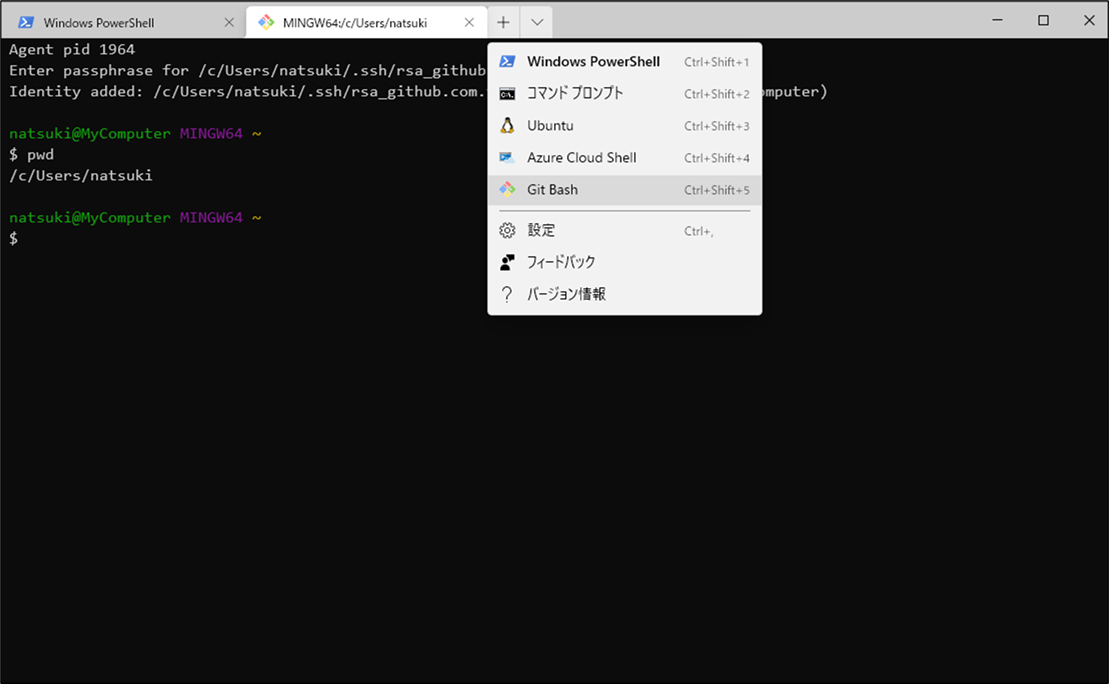 Windows PowerShell
MINGW64:/c/Users/natsuki
Agent pid 1964
Enter passphrase for /c/Users/natsuki/.ssh/rsa_github
Identity added: /c/Users/natsuki/.ssh/rsa_github.com. mputer)
natsuki@MyComputer MINGW64 ~
$ pwd
/c/Users/natsuki
natsuki@MyComputer MINGW64 ~
$
Windows PowerShell Ctrl+Shift+1
コマンド プロンプト Ctrl+Shift+2
Ubuntu Ctrl+Shift+3
Azure Cloud Shell Ctrl+Shift+4
Git Bash Ctrl+Shift+5
設定 Ctrl+,
フィードバック
バージョン情報